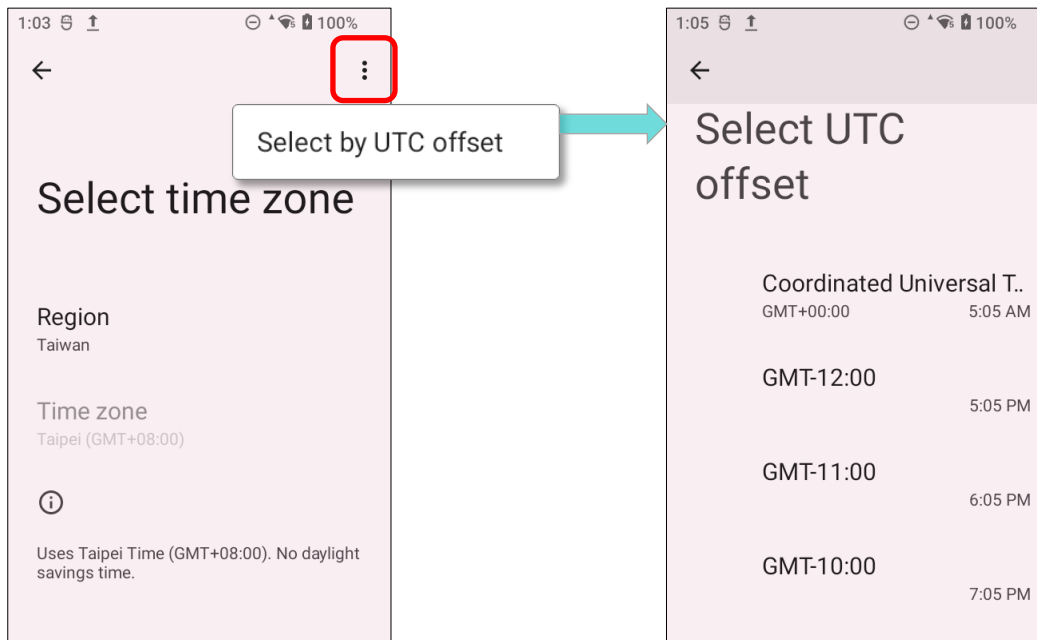 1:03 100%
Select by UTC offset
Select time zone
Region
Taiwan
Time zone
Taipei (GMT+08:00)
Uses Taipei Time (GMT+08:00). No daylight
savings time.
1:05 100%
Select UTC
offset
Coordinated Universal T..
GMT+00:00 5:05 AM
GMT-12:00
5:05 PM
GMT-11:00
6:05 PM
GMT-10:00
7:05 PM